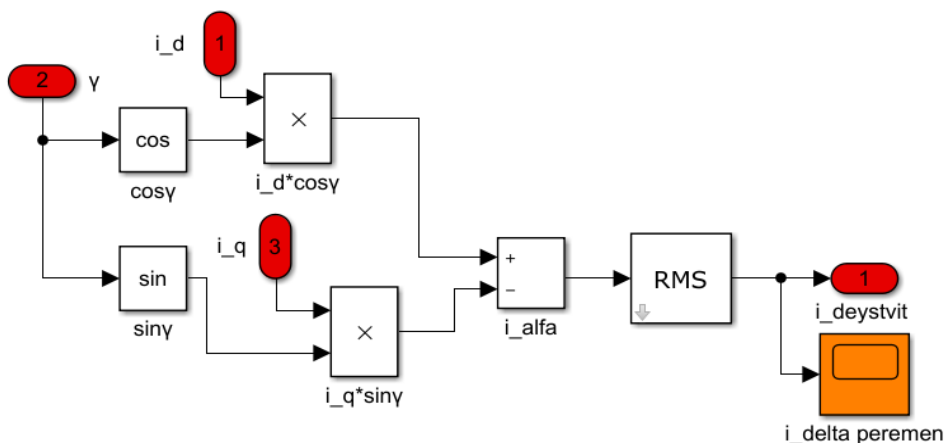 i_d
1
2
γ
×
cos
cosγ
i_d*cosγ
i_q
3
sin
sinγ
×
i_q*sinγ
+
−
i_alfa
RMS
1
i_deystvit
i_delta peremen